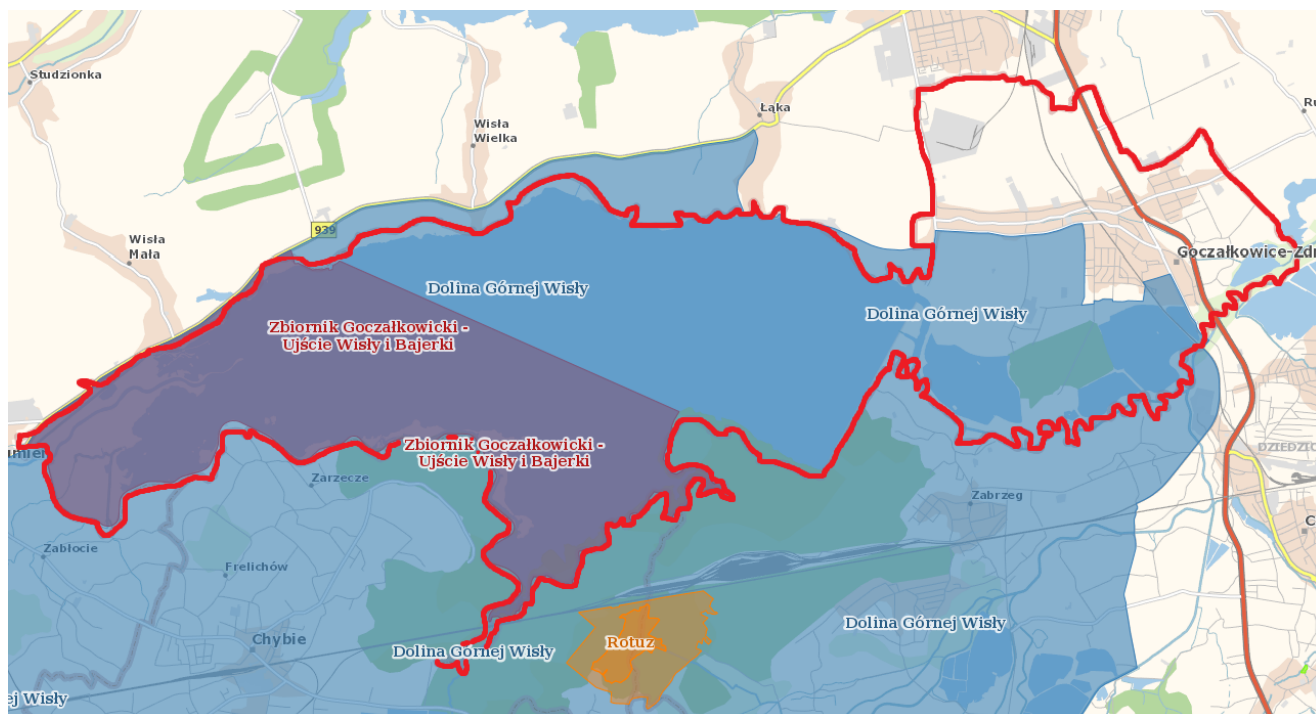 Studzionka
Łąka
Wisła
Wielka
939
Wisła
Mała
Goczałkowice-Zdr
Dolina Górnej Wisły
Dolina Górnej Wisły
Zbiornik Goczałkowicki -
Ujście Wisły i Bajerki
Zbiornik Goczałkowicki -
Ujście Wisły i Bajerki
DZIEDZIC
Zarzecze
Zabrzeg
Zabłocie
Frelichów
Chybie
Rotuz
Dolina Górnej Wisły
Dolina Górnej Wisły
ej Wisły